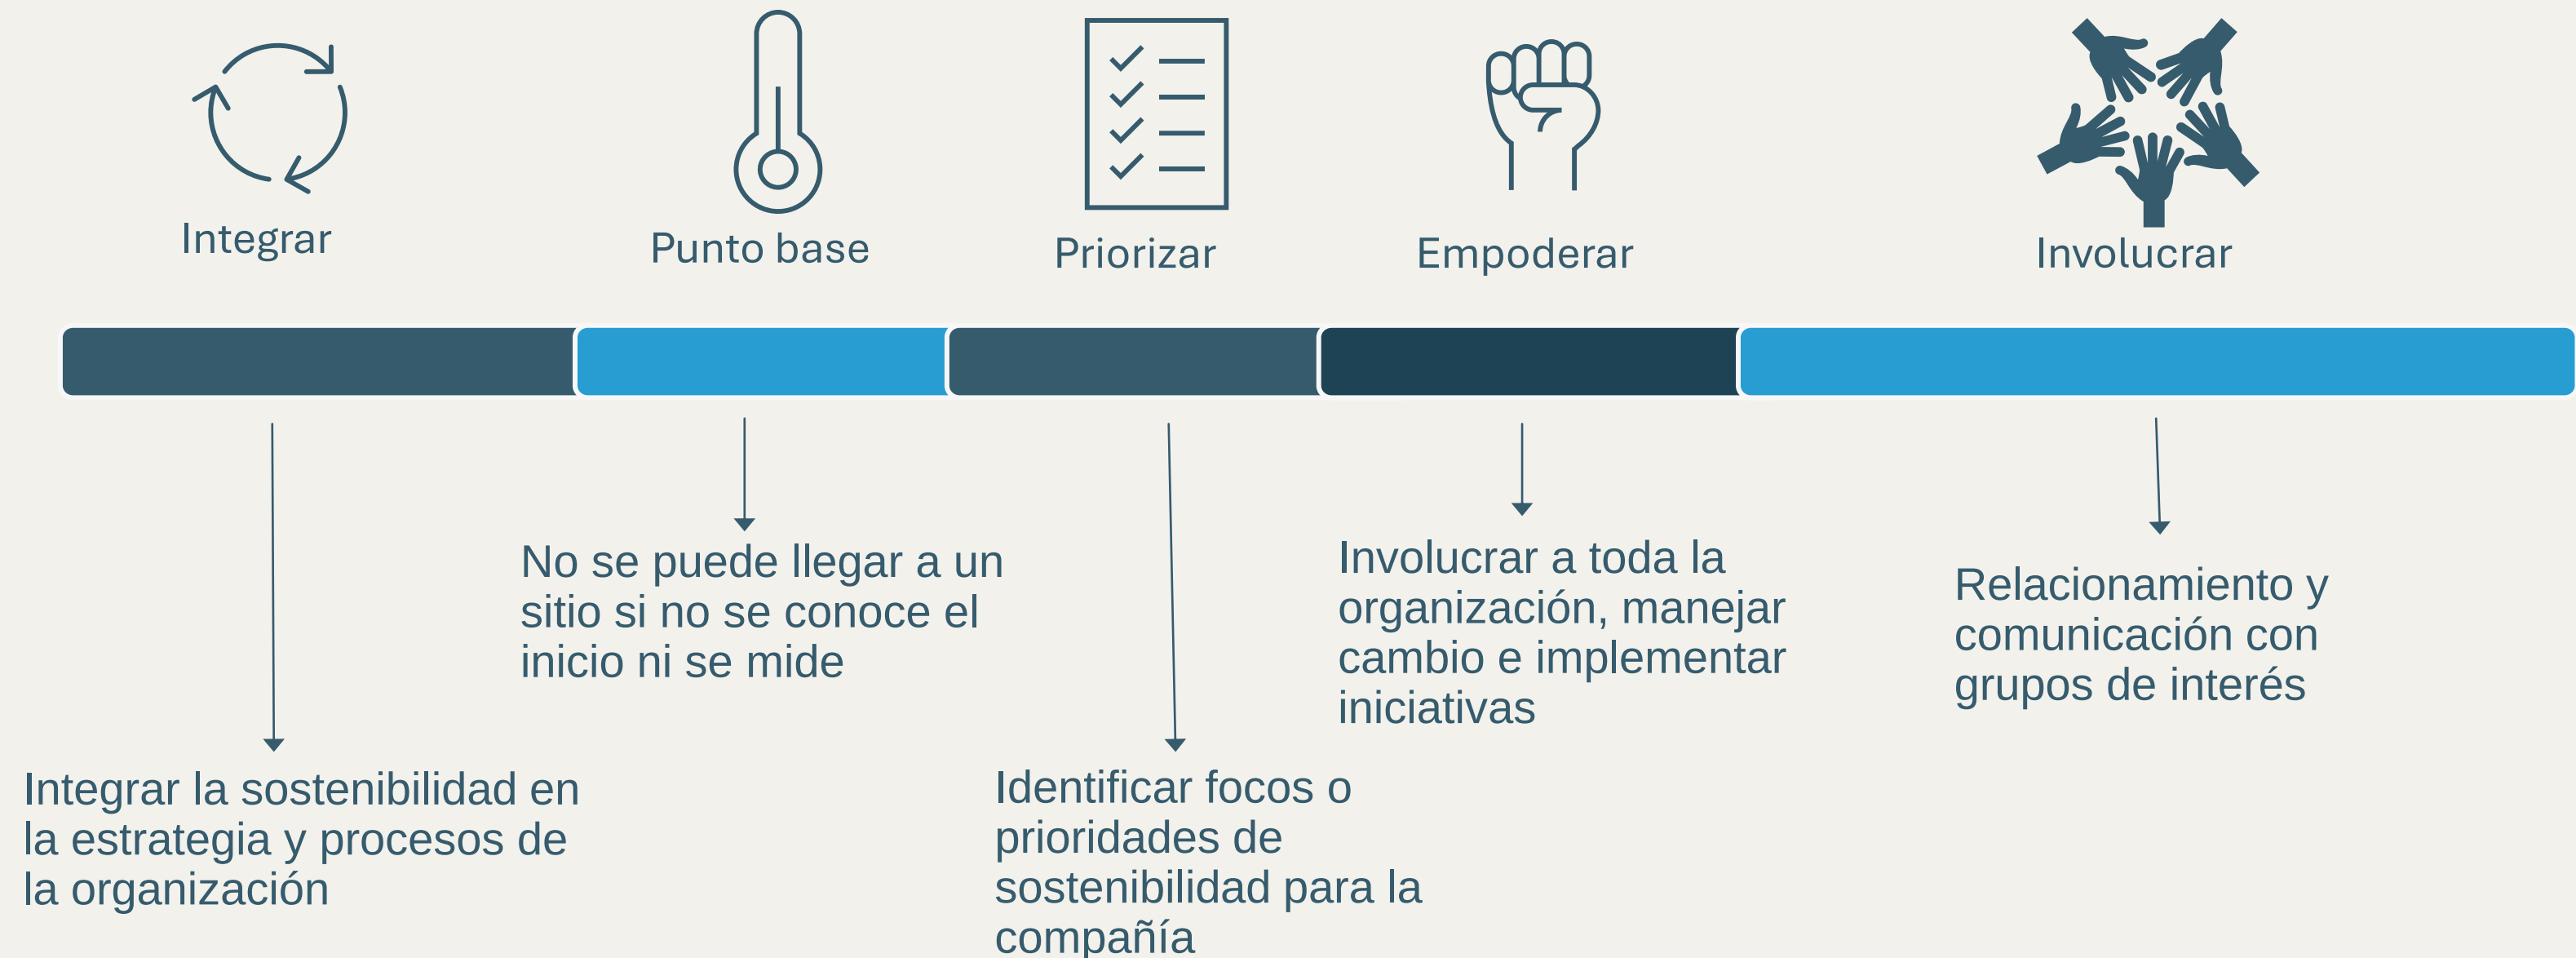 Integrar
Punto base
Priorizar
Empoderar
Involucrar
No se puede llegar a un
sitio si no se conoce el
inicio ni se mide
Involucrar a toda la
organización, manejar
cambio e implementar
iniciativas
Relacionamiento y
comunicación con
grupos de interés
Integrar la sostenibilidad en
la estrategia y procesos de
la organización
Identificar focos o
prioridades de
sostenibilidad para la
compañía